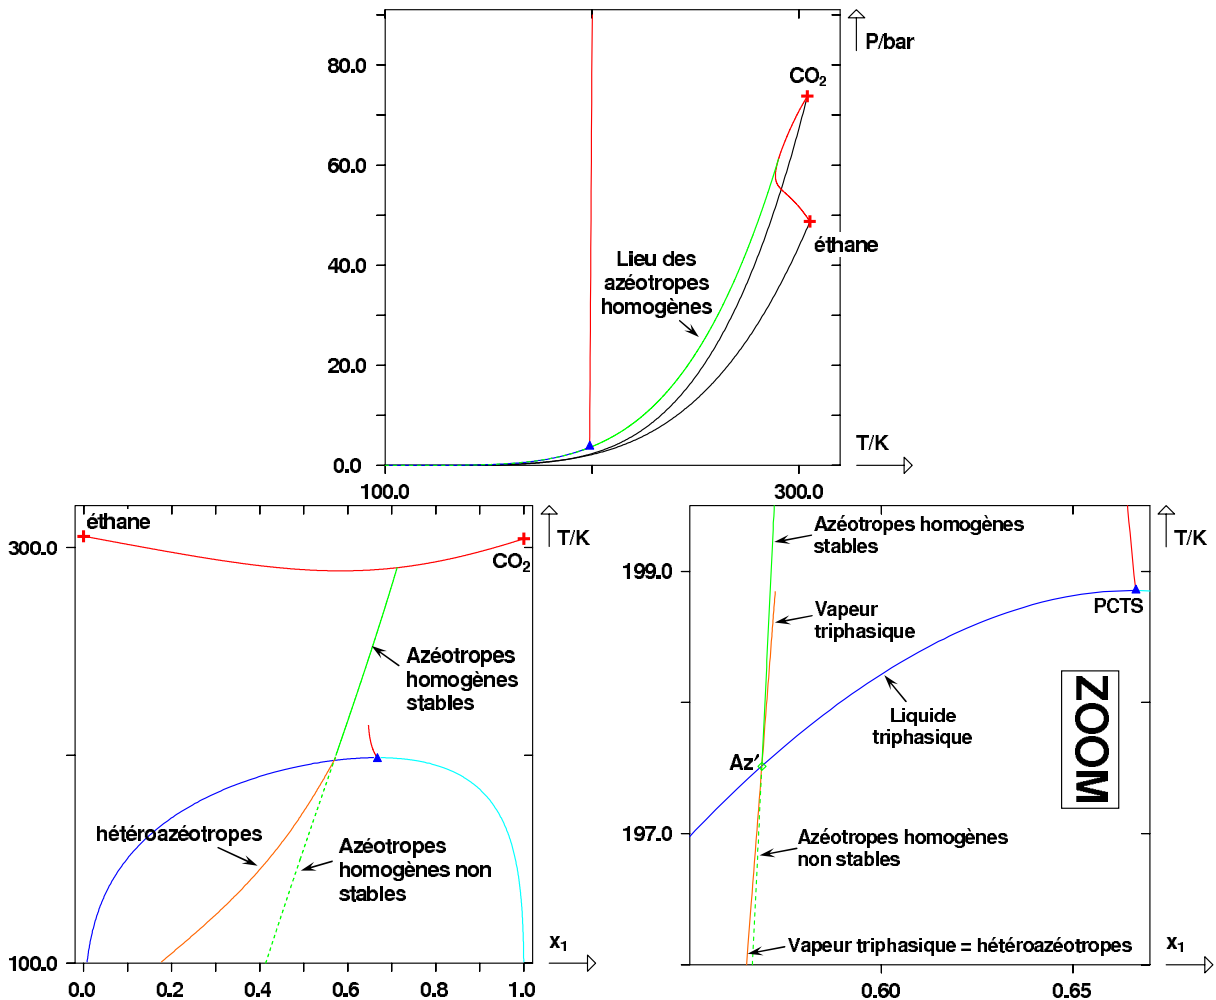 P/bar
80.0
CO2
60.0
éthane
40.0
Lieu des
azéotropes
homogènes
20.0
0.0
T/K
100.0
300.0
éthane
T/K
300.0
CO2
Azéotropes
homogènes
stables
hétéroazéotropes
Azéotropes
homogènes non
stables
100.0
x1
0.0
0.2
0.4
0.6
0.8
1.0
Azéotropes homogènes
stables
T/K
199.0
PCTS
Vapeur
triphasique
ZOOM
Liquide
triphasique
Az'
197.0
Azéotropes homogènes
non stables
Vapeur triphasique = hétéroazéotropes
x1
0.60
0.65